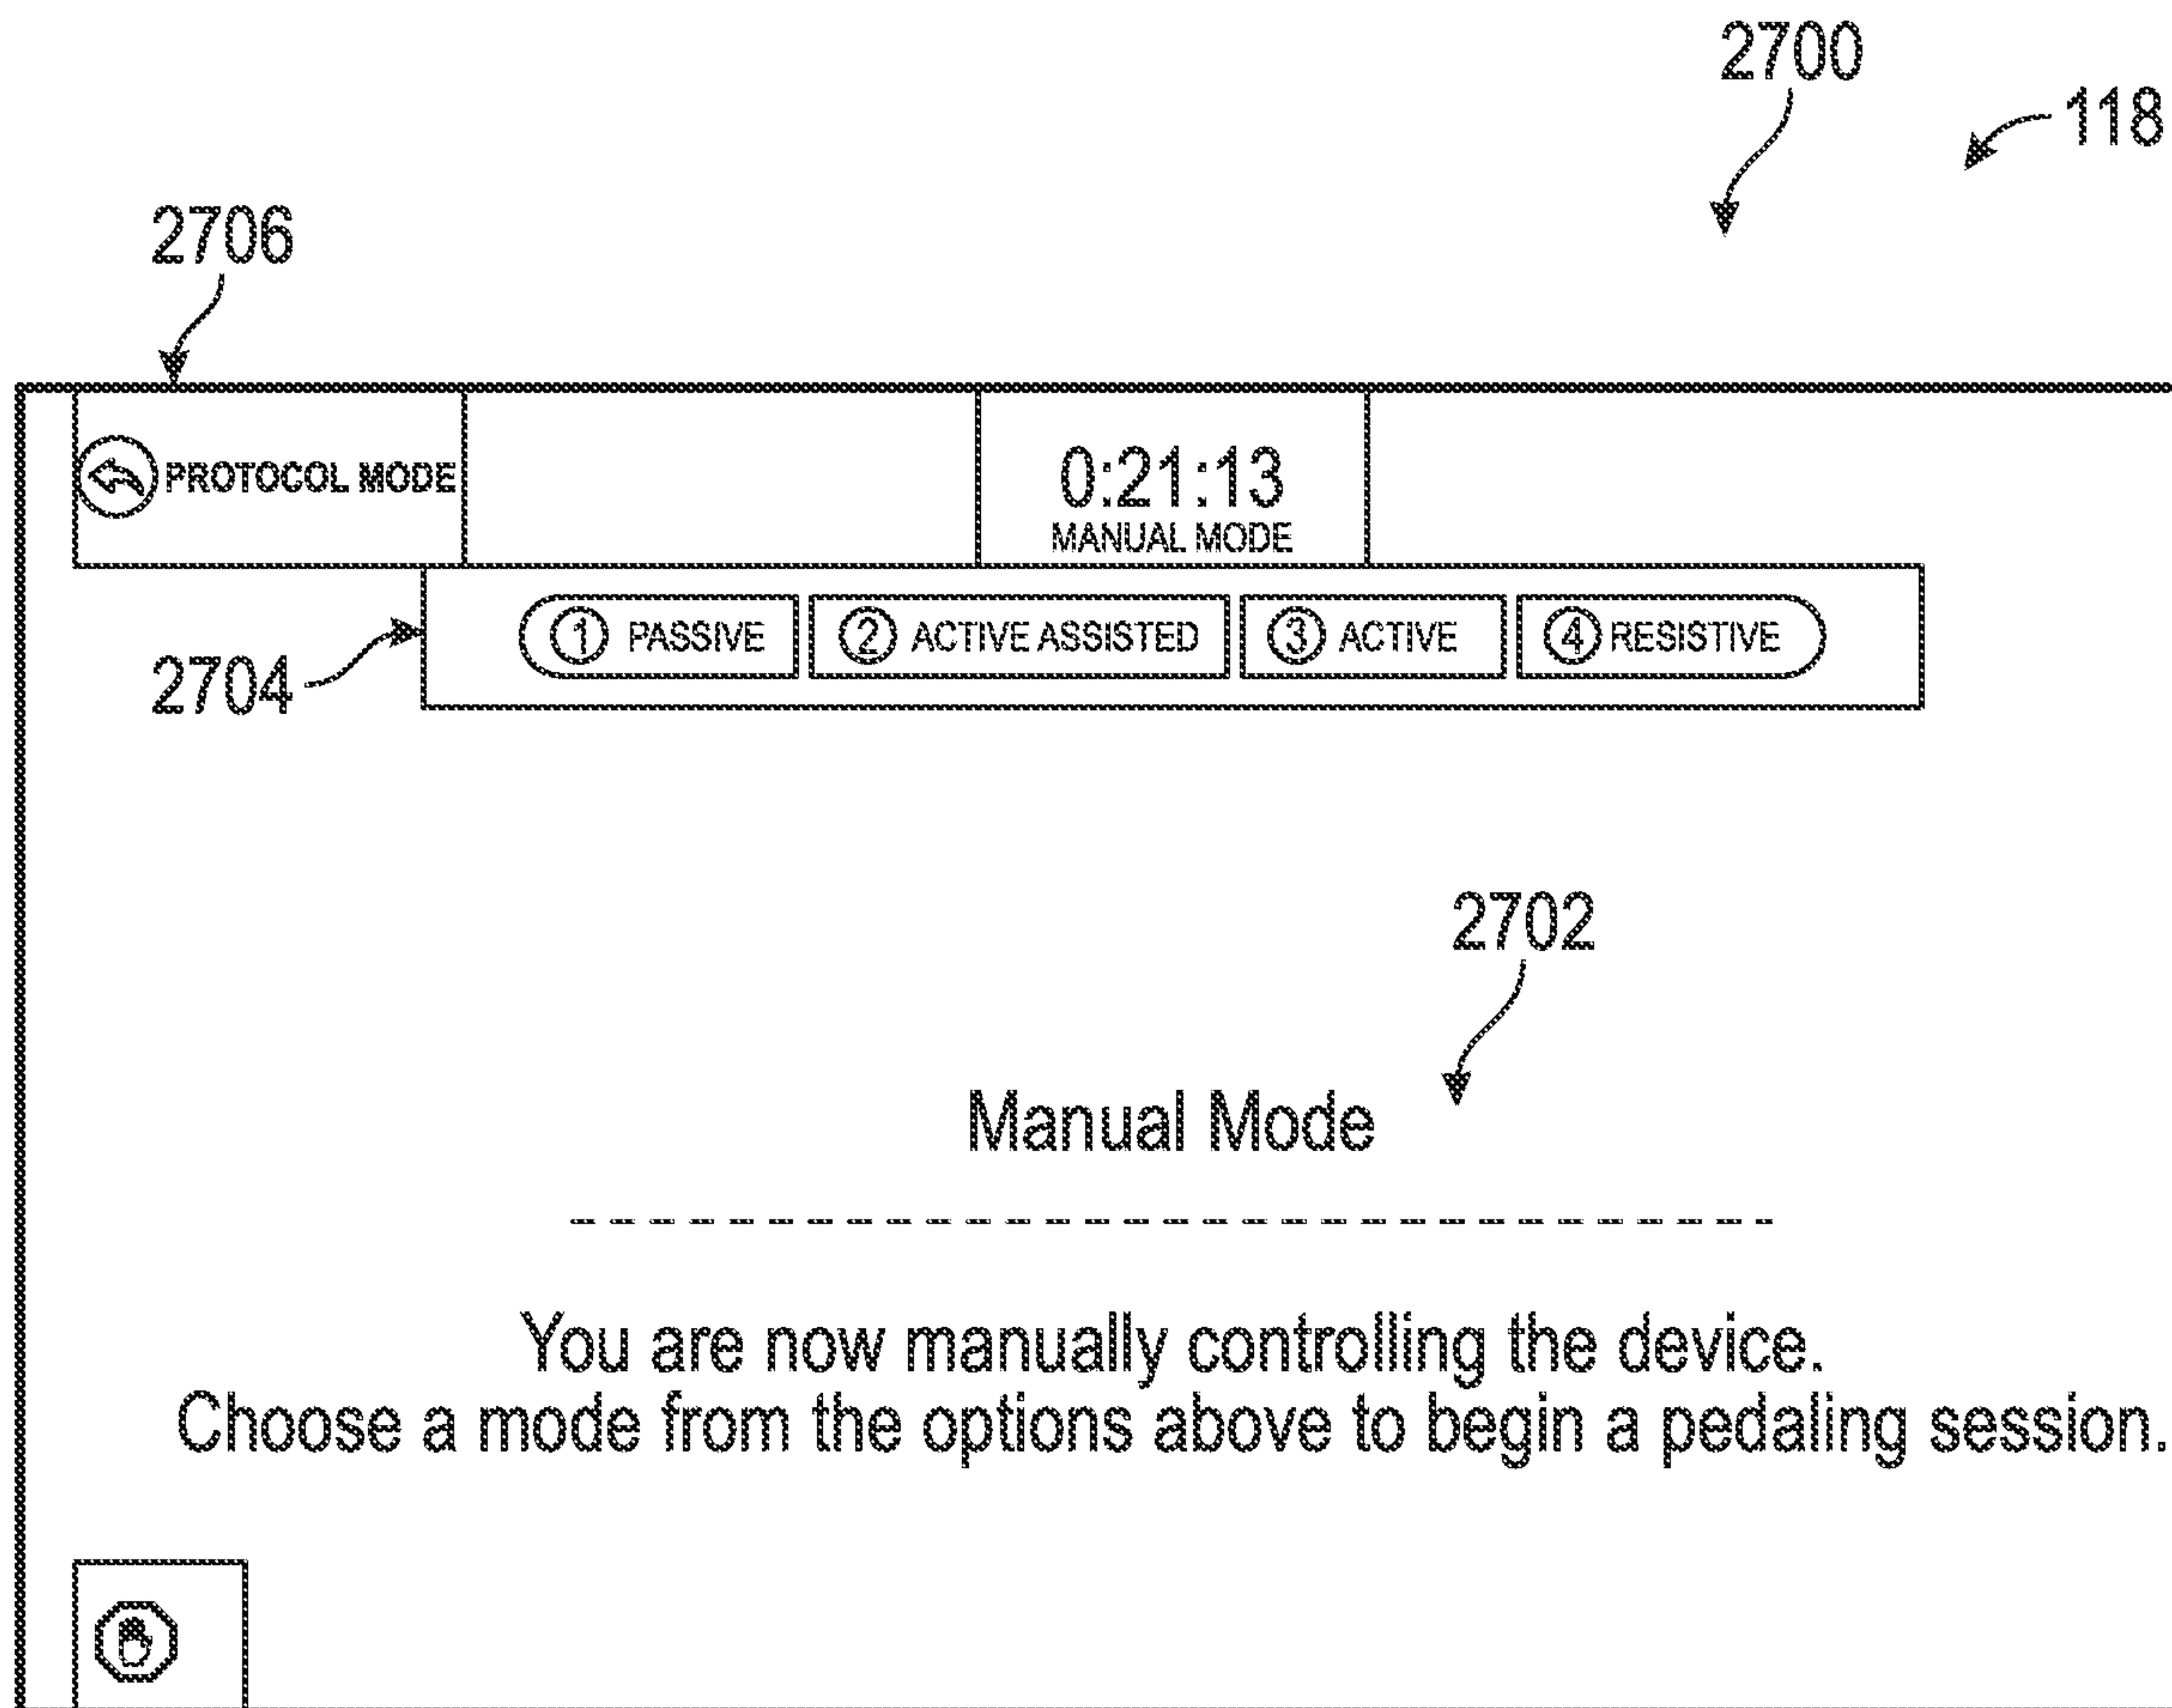 2700
118
2706
PROTOCOL MODE
0:21:13
MANUAL MODE
1 PASSIVE 2 ACTIVE ASSISTED 3 ACTIVE 4 RESISTIVE
2704
2702
Manual Mode
You are now manually controlling the device.
Choose a mode from the options above to begin a pedaling session.